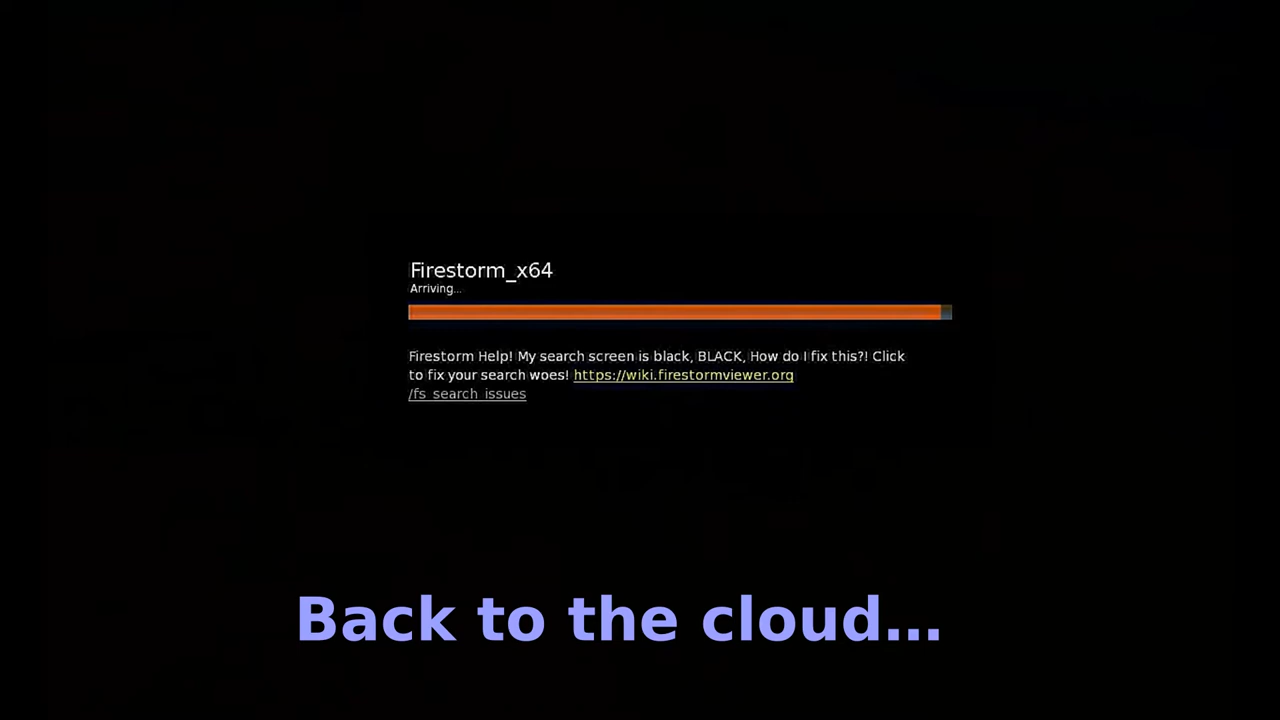 Firestorm_x64
Arriving...
Firestorm Help! My search screen is black, BLACK, How do I fix this?! Click
to fix your search woes! https://wiki.firestormviewer.org
/fs_search_issues
Back to the cloud...